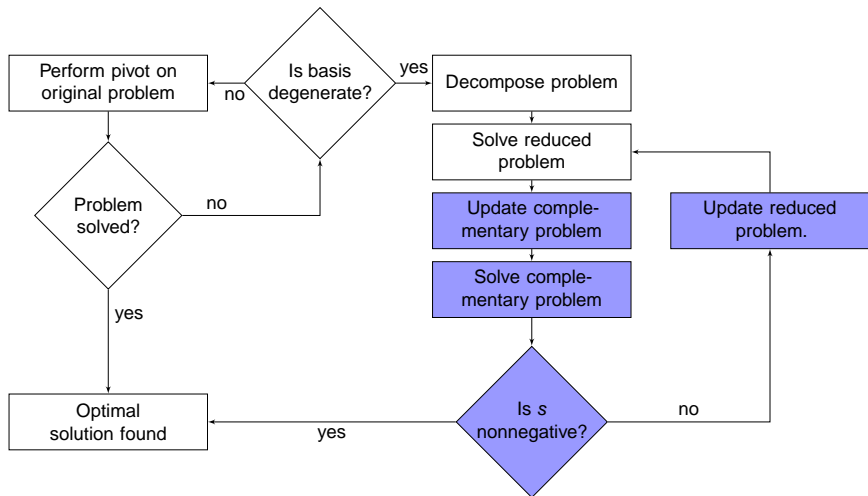 Perform pivot on
original problem
no
Is basis
degenerate?
yes
Decompose problem
Solve reduced
problem
Problem
solved?
no
Update comple-
mentary problem
Update reduced
problem.
Solve comple-
mentary problem
yes
Optimal
solution found
yes
Is s
nonnegative?
no